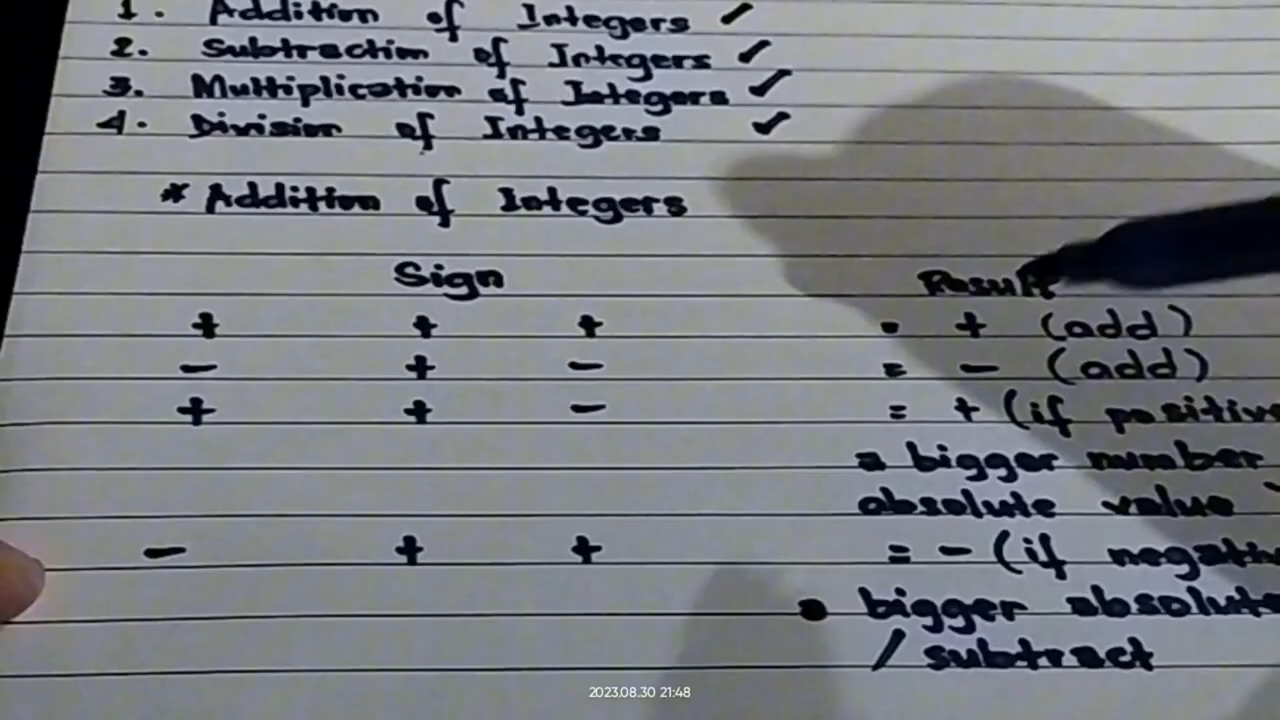 1. Addition of Integers ✓
2. Subtraction of Integers ✓
3. Multiplication of Integers ✓
4. Division of Integers ✓
* Addition of Integers
Sign Result
+ + + = + (add)
− + − = − (add)
+ + − = + (if positive
a bigger number
absolute value
− + + = − (if
a bigger absolute
/ subtract
2023.08.30 21:48